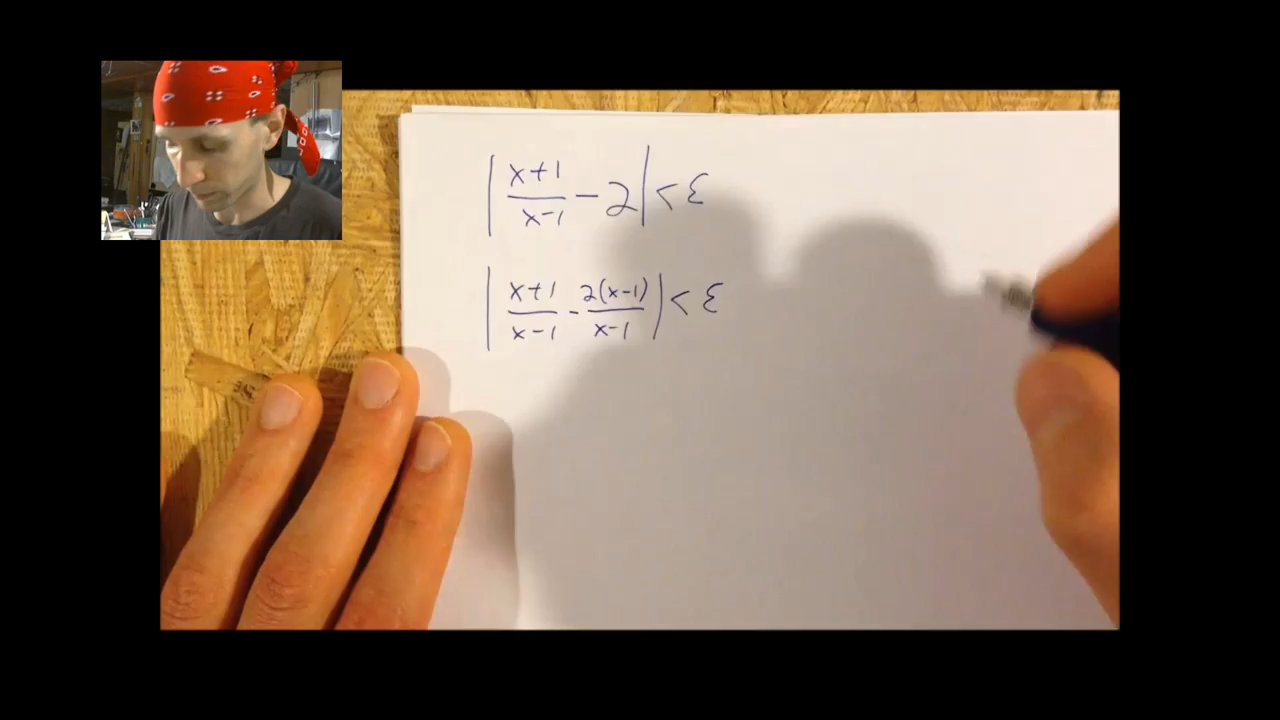 |x+1/x-1 - 2| < ε
|x+1/x-1 - 2(x-1)/x-1| < ε